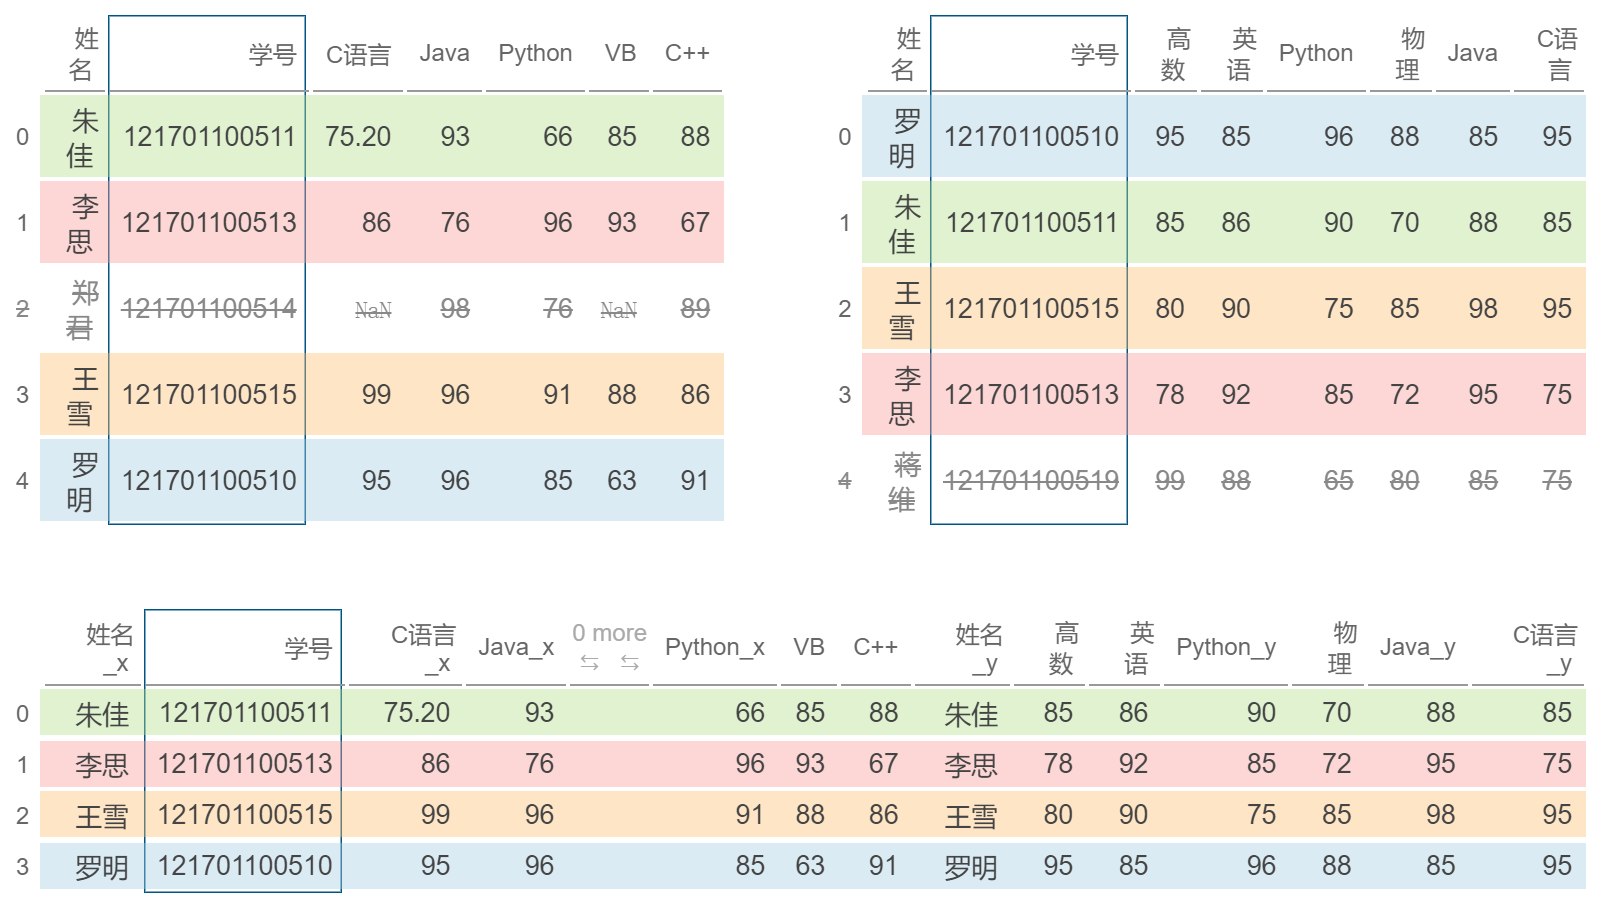 姓名 学号 C语言 Java Python VB C++
0 朱佳 121701100511 75.20 93 66 85 88
1 李思 121701100513 86 76 96 93 67
2 郑君 121701100514 NaN 98 76 NaN 89
3 王雪 121701100515 99 96 91 88 86
4 罗明 121701100510 95 96 85 63 91
姓名 学号 高数 英语 Python 物理 Java C语言
0 罗明 121701100510 95 85 96 88 85 95
1 朱佳 121701100511 85 86 90 70 88 85
2 王雪 121701100515 80 90 75 85 98 95
3 李思 121701100513 78 92 85 72 95 75
4 蒋维 121701100519 99 88 65 80 85 75
姓名_x 学号 C语言_x Java_x 0 more Python_x VB C++ 姓名_y 高数 英语 Python_y 物理 Java_y C语言_y
0 朱佳 121701100511 75.20 93 66 85 88 朱佳 85 86 90 70 88 85
1 李思 121701100513 86 76 96 93 67 李思 78 92 85 72 95 75
2 王雪 121701100515 99 96 91 88 86 王雪 80 90 75 85 98 95
3 罗明 121701100510 95 96 85 63 91 罗明 95 85 96 88 85 95